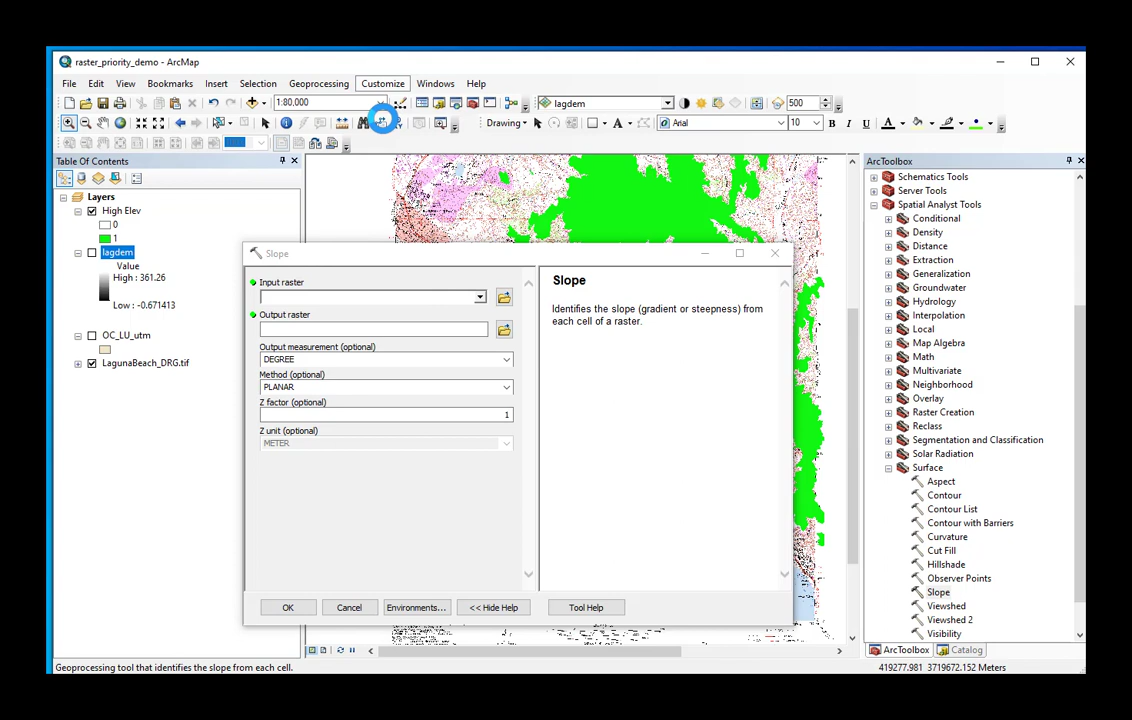 raster_priority_demo - ArcMap
File Edit View Bookmarks Insert Selection Geoprocessing Customize Windows Help
1:80,000
lagdem
500
Drawing
Arial
10
B I U A
Table Of Contents
Layers
High Elev
0
1
lagdem
Value
High : 361.26
Low : -0.671413
OC_LU_utm
LagunaBeach_DRG.tif
Slope
Input raster
Output raster
Output measurement (optional)
DEGREE
Method (optional)
PLANAR
Z factor (optional)
1
Z unit (optional)
METER
OK Cancel Environments... << Hide Help Tool Help
Slope
Identifies the slope (gradient or steepness) from
each cell of a raster.
ArcToolbox
Schematics Tools
Server Tools
Spatial Analyst Tools
Conditional
Density
Distance
Extraction
Generalization
Groundwater
Hydrology
Interpolation
Local
Map Algebra
Math
Multivariate
Neighborhood
Overlay
Raster Creation
Reclass
Segmentation and Classification
Solar Radiation
Surface
Aspect
Contour
Contour List
Contour with Barriers
Curvature
Cut Fill
Hillshade
Observer Points
Slope
Viewshed
Viewshed 2
Visibility
ArcToolbox Catalog
Geoprocessing tool that identifies the slope from each cell.
419277.981 3719672.152 Meters